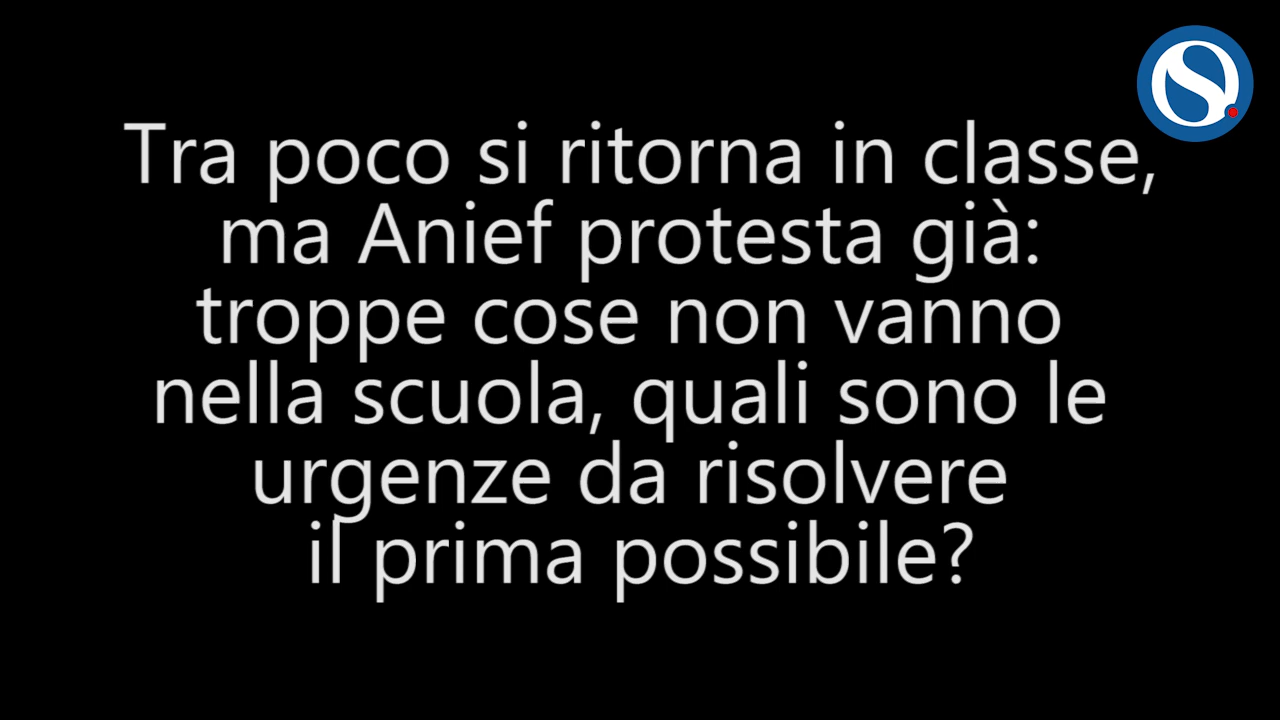 Tra poco si ritorna in classe,
ma Anief protesta già:
troppe cose non vanno
nella scuola, quali sono le
urgenze da risolvere
il prima possibile?
S